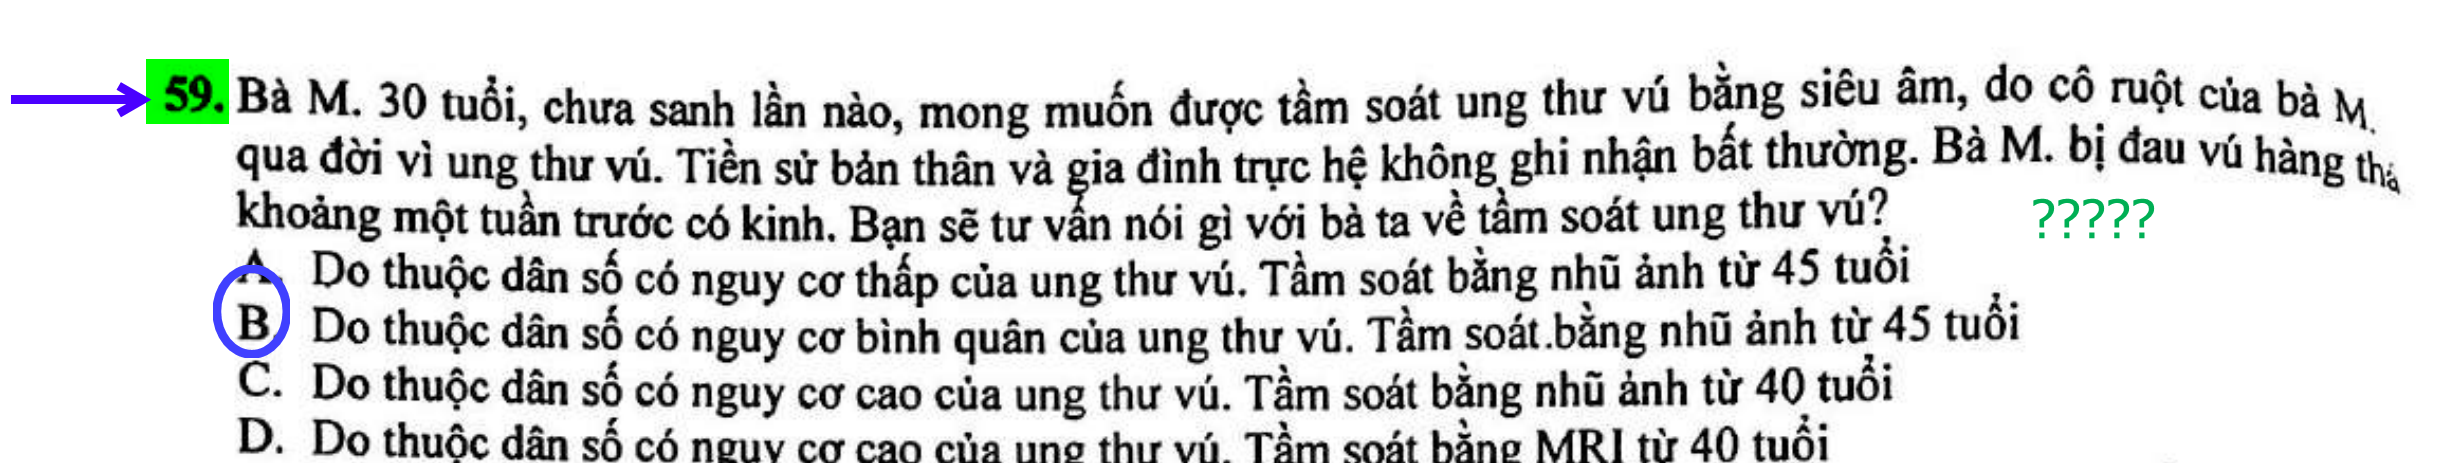 59. Bà M. 30 tuổi, chưa sanh lần nào, mong muốn được tầm soát ung thư vú bằng siêu âm, do cô ruột của bà M.
qua đời vì ung thư vú. Tiền sử bản thân và gia đình trực hệ không ghi nhận bất thường. Bà M. bị đau vú hàng thá
khoảng một tuần trước có kinh. Bạn sẽ tư vấn nói gì với bà ta về tầm soát ung thư vú?
?????
A. Do thuộc dân số có nguy cơ thấp của ung thư vú. Tầm soát bằng nhũ ảnh từ 45 tuổi
B. Do thuộc dân số có nguy cơ bình quân của ung thư vú. Tầm soát.bằng nhũ ảnh từ 45 tuổi
C. Do thuộc dân số có nguy cơ cao của ung thư vú. Tầm soát bằng nhũ ảnh từ 40 tuổi
D. Do thuộc dân số có nguy cơ cao của ung thư vú. Tầm soát bằng MRI từ 40 tuổi